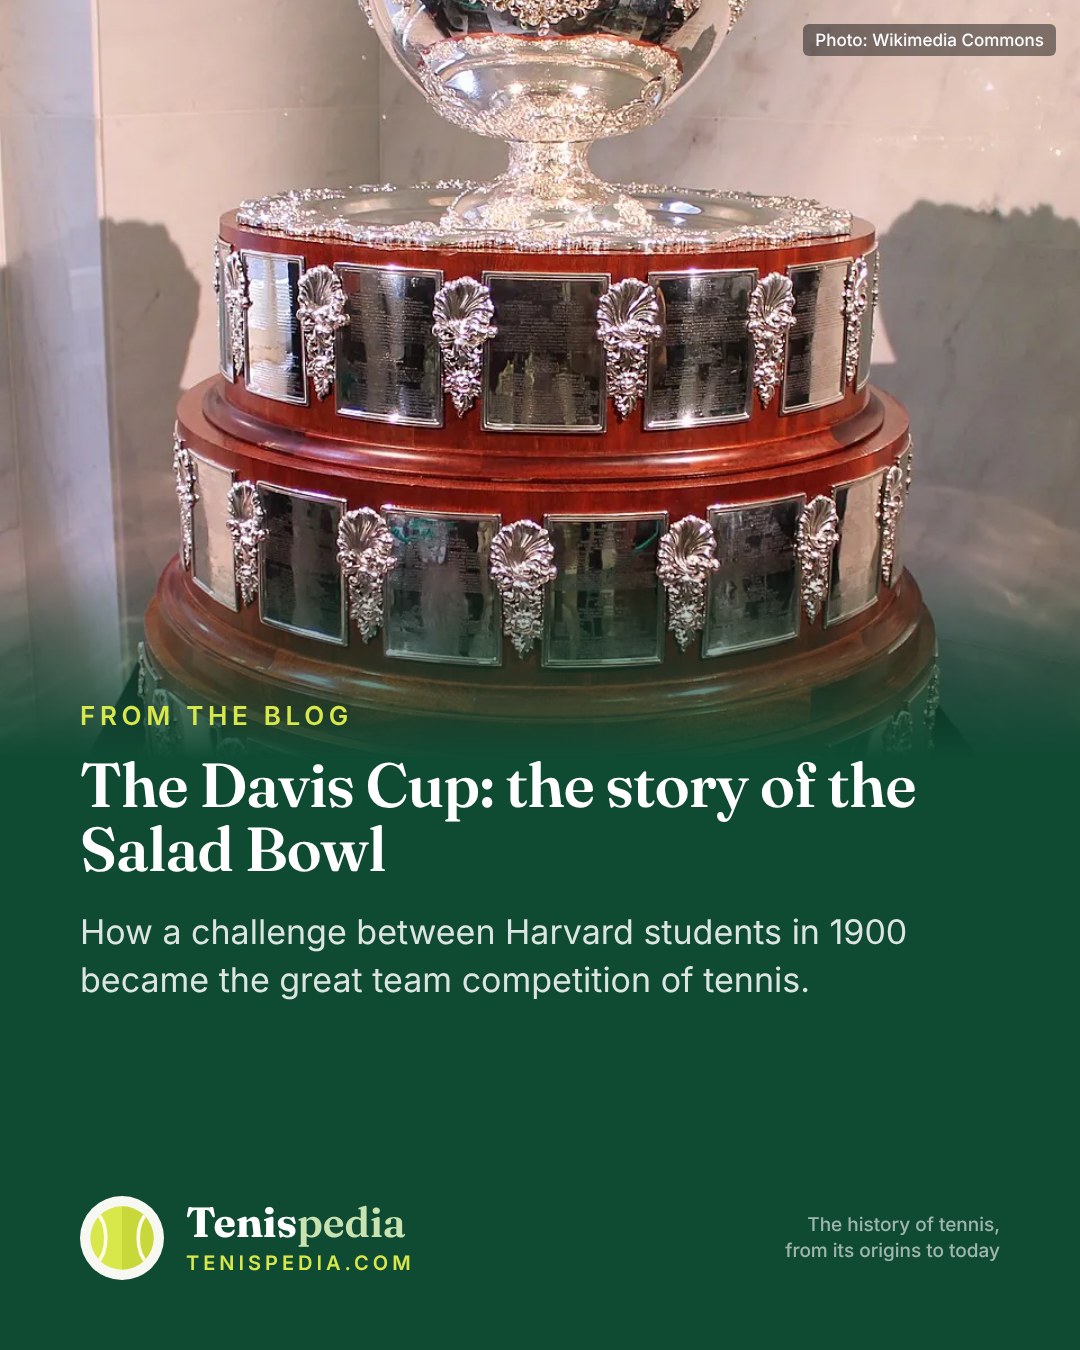 Photo: Wikimedia Commons
FROM THE BLOG
The Davis Cup: the story of the
Salad Bowl
How a challenge between Harvard students in 1900
became the great team competition of tennis.
Tenispedia
TENISPEDIA.COM
The history of tennis,
from its origins to today